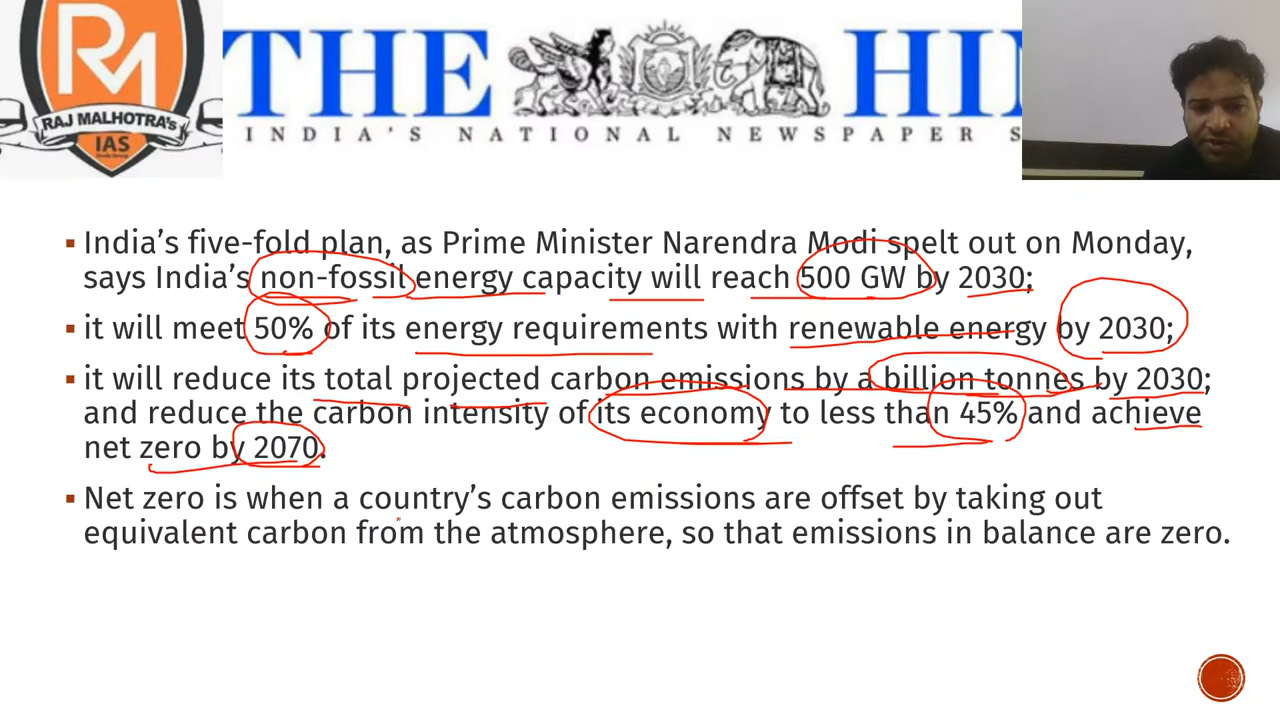 RM
RAJ MALHOTRA'S
IAS
Study Group
THE HI
INDIA'S NATIONAL NEWSPAPER S
▪ India's five-fold plan, as Prime Minister Narendra Modi spelt out on Monday,
says India's non-fossil energy capacity will reach 500 GW by 2030;
▪ it will meet 50% of its energy requirements with renewable energy by 2030;
▪ it will reduce its total projected carbon emissions by a billion tonnes by 2030;
and reduce the carbon intensity of its economy to less than 45% and achieve
net zero by 2070.
▪ Net zero is when a country's carbon emissions are offset by taking out
equivalent carbon from the atmosphere, so that emissions in balance are zero.